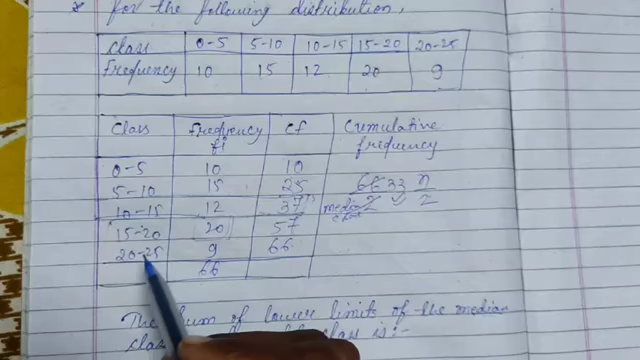 for the following distribution,
Class 0-5 5-10 10-15 15-20 20-25
Frequency 10 15 12 20 9
Class Frequency fi Cf Cumulative frequency
0-5 10 10
5-10 15 25 66 = 33 n
10-15 12 37 median class 2 2
15-20 20 57
20-25 9 66
66
The Sum of lower limits of the median
class class is :-